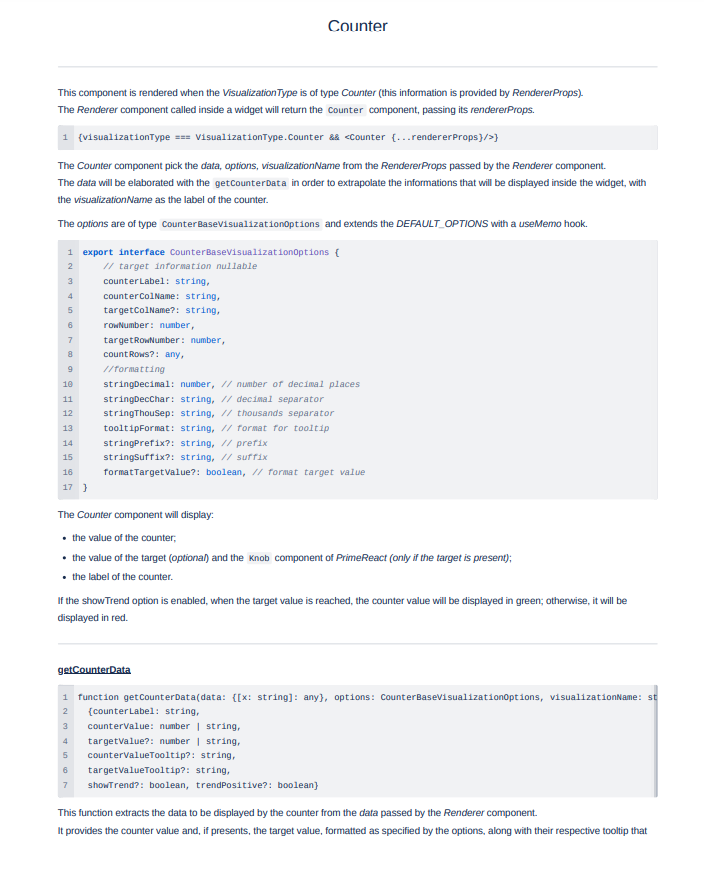 Counter
This component is rendered when the VisualizationType is of type Counter (this information is provided by RendererProps).
The Renderer component called inside a widget will return the Counter component, passing its rendererProps.
1 {visualizationType === VisualizationType.Counter && <Counter {...rendererProps}/>}
The Counter component pick the data, options, visualizationName from the RendererProps passed by the Renderer component.
The data will be elaborated with the getCounterData in order to extrapolate the informations that will be displayed inside the widget, with
the visualizationName as the label of the counter.
The options are of type CounterBaseVisualizationOptions and extends the DEFAULT_OPTIONS with a useMemo hook.
1 export interface CounterBaseVisualizationOptions {
2 // target information nullable
3 counterLabel: string,
4 counterColName: string,
5 targetColName?: string,
6 rowNumber: number,
7 targetRowNumber: number,
8 countRows?: any,
9 //formatting
10 stringDecimal: number, // number of decimal places
11 stringDecChar: string, // decimal separator
12 stringThouSep: string, // thousands separator
13 tooltipFormat: string, // format for tooltip
14 stringPrefix?: string, // prefix
15 stringSuffix?: string, // suffix
16 formatTargetValue?: boolean, // format target value
17 }
The Counter component will display:
• the value of the counter;
• the value of the target (optional) and the Knob component of PrimeReact (only if the target is present);
• the label of the counter.
If the showTrend option is enabled, when the target value is reached, the counter value will be displayed in green; otherwise, it will be
displayed in red.
getCounterData
1 function getCounterData(data: {[x: string]: any}, options: CounterBaseVisualizationOptions, visualizationName: st
2 {counterLabel: string,
3 counterValue: number | string,
4 targetValue?: number | string,
5 counterValueTooltip?: string,
6 targetValueTooltip?: string,
7 showTrend?: boolean, trendPositive?: boolean}
This function extracts the data to be displayed by the counter from the data passed by the Renderer component.
It provides the counter value and, if presents, the target value, formatted as specified by the options, along with their respective tooltip that